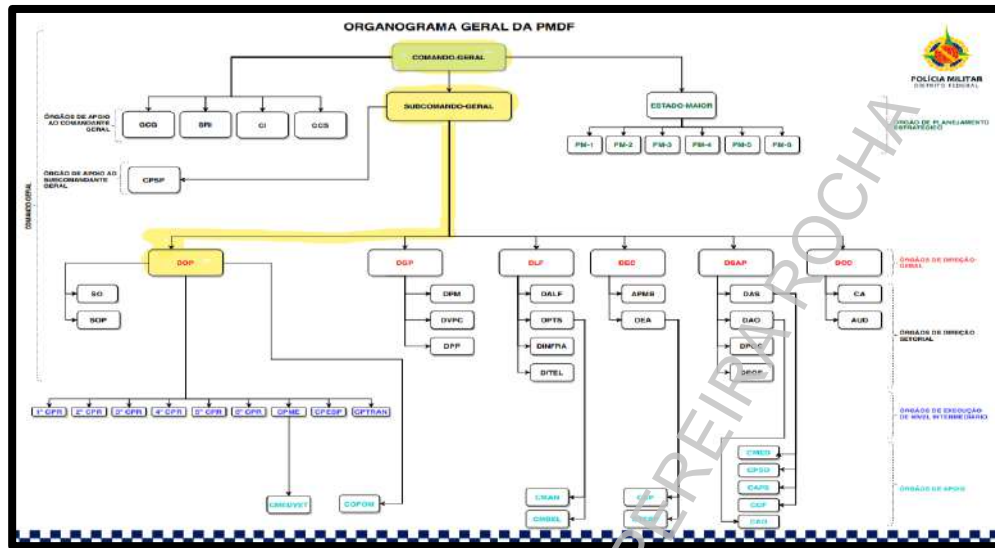 ORGANOGRAMA GERAL DA PMDF
COMANDO-GERAL
POLÍCIA MILITAR
DISTRITO FEDERAL
SUBCOMANDO-GERAL
ESTADO-MAIOR
ÓRGÃOS DE APOIO
AO COMANDANTE
GERAL
GCG
CI
CCS
ÓRGÃO DE PLANEJAMENTO
ESTRATÉGICO
PM-1
PM-2
PM-3
PM-4
PM-5
PM-6
ÓRGÃO DE APOIO AO
SUBCOMANDANTE
GERAL
CPSP
COMANDO-GERAL
DOP
DGP
DLF
DEC
DSAP
DCC
ÓRGÃOS DE DIREÇÃO-
GERAL
SO
DPM
DALF
APMB
DAS
CA
SOP
DVPC
DPTS
DEA
DAO
AUD
ÓRGÃOS DE DIREÇÃO
SETORIAL
DPP
DINFRA
DPGC
DITEL
1º CPR
2º CPR
3º CPR
4º CPR
5º CPR
6º CPR
CPME
CPESP
CPTRAN
ÓRGÃOS DE EXECUÇÃO
DE NÍVEL INTERMEDIÁRIO
CMED
CPSO
CAPS
CMEDVET
COPOM
CMAN
CMBEL
CAO
ÓRGÃOS DE APOIO
PEREIRA ROCHA